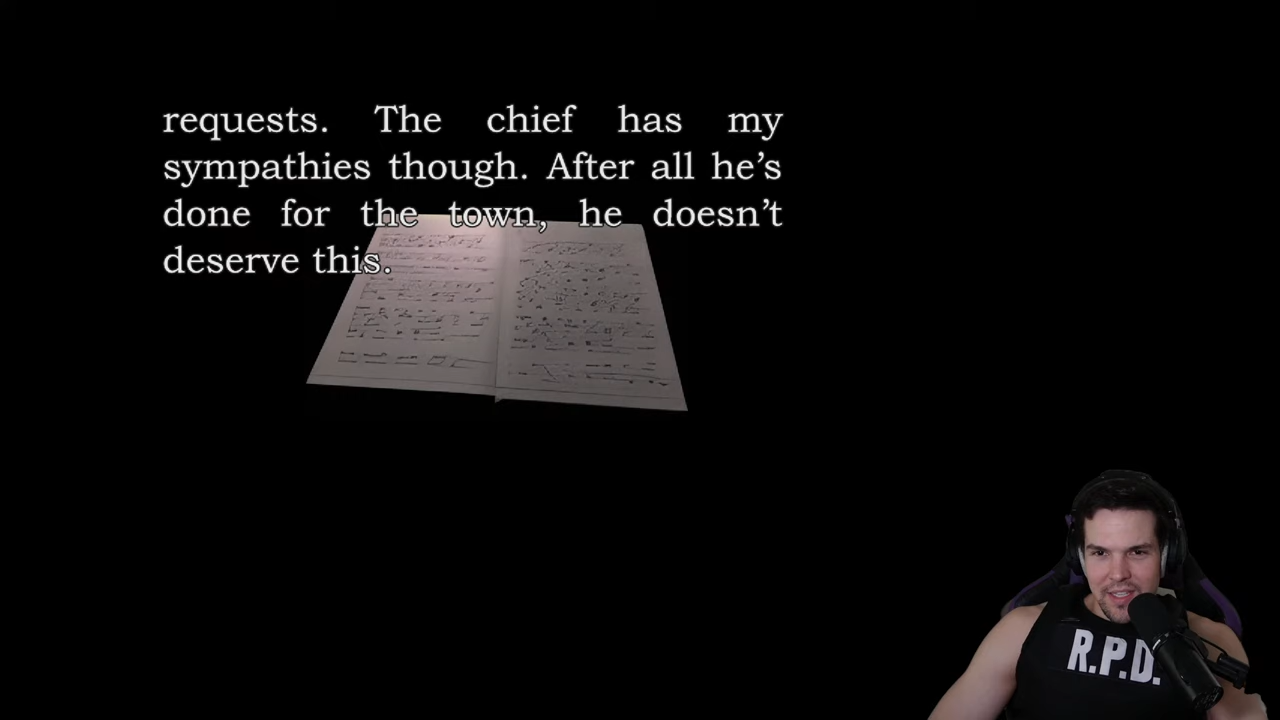 requests. The chief has my
sympathies though. After all he’s
done for the town, he doesn’t
deserve this.
R.P.D.